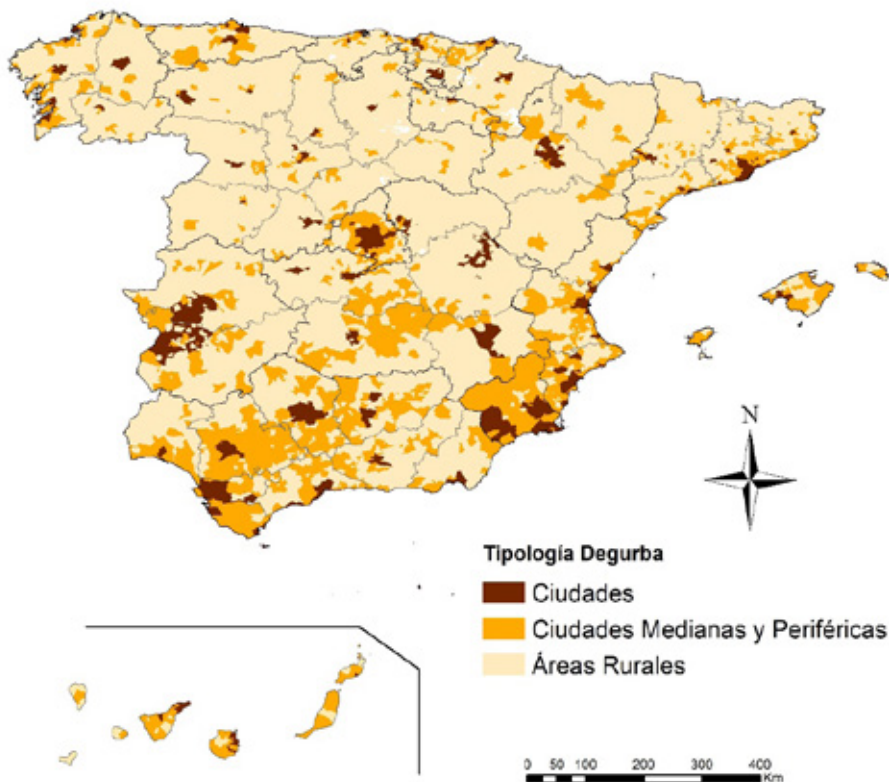 N
Tipología Degurba
Ciudades
Ciudades Medianas y Periféricas
Áreas Rurales
0 50 100 200 300 400
Km